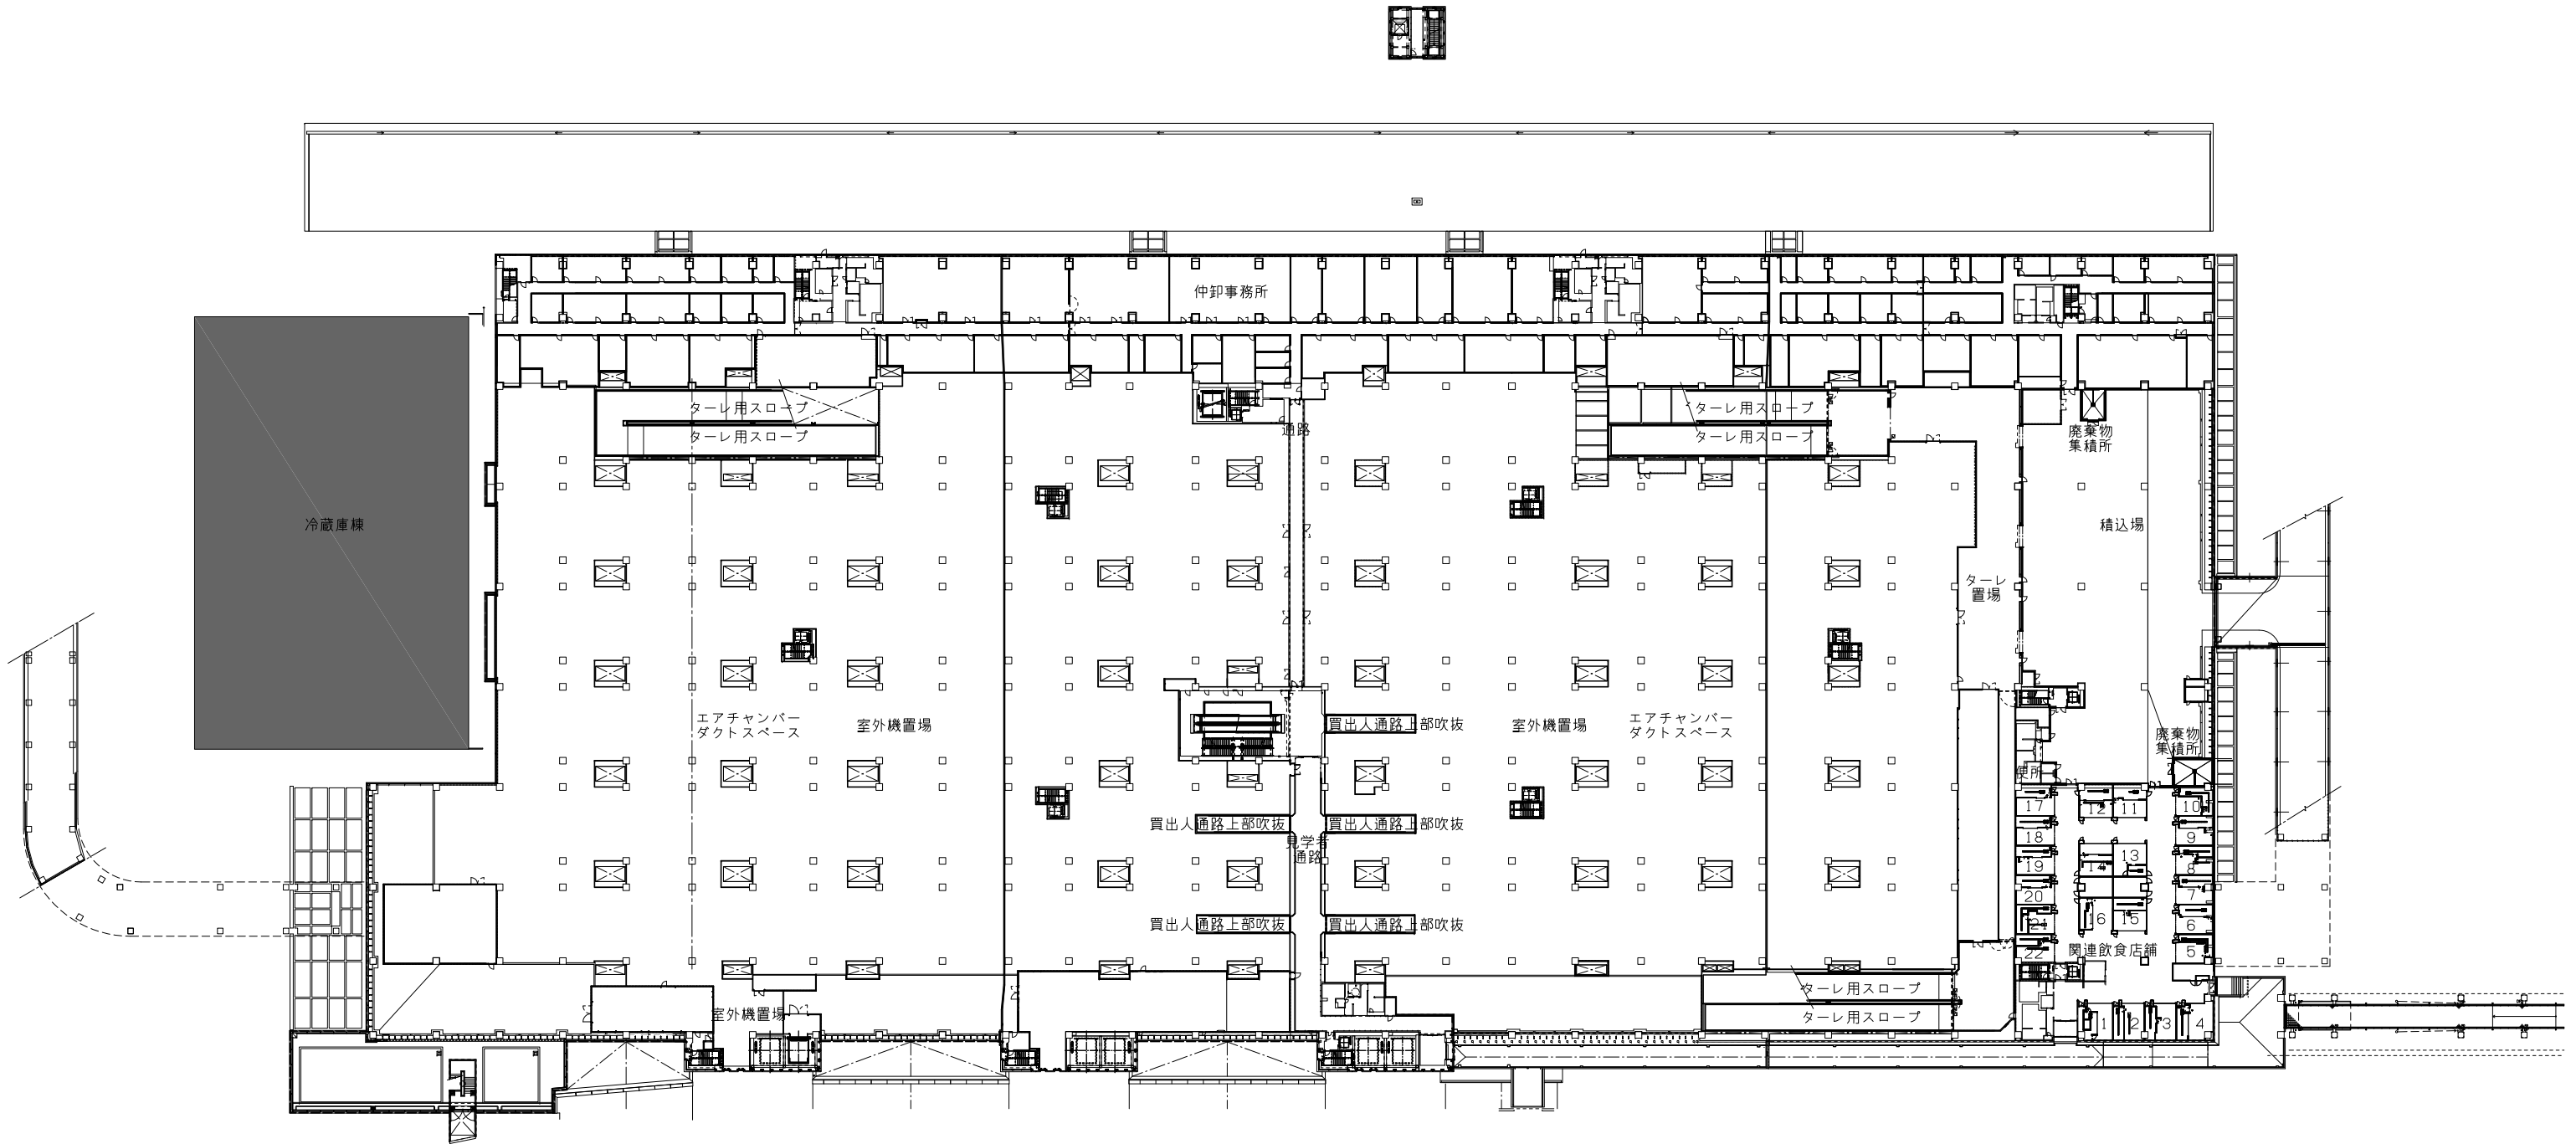 仲卸事務所
ターレ用スロープ
ターレ用スロープ
ターレ用スロープ
ターレ用スロープ
通路
廃棄物
集積所
冷蔵庫棟
積込場
ターレ
置場
エアチャンバー
ダクトスペース
室外機置場
買出人通路上部吹抜
室外機置場
エアチャンバー
ダクトスペース
廃棄物
集積所
便所
17
12
11
10
買出人通路上部吹抜
買出人通路上部吹抜
見学者
通路
18
9
13
19
14
8
20
7
買出人通路上部吹抜
買出人通路上部吹抜
21
16
15
6
22
関連飲食店舗
5
ターレ用スロープ
ターレ用スロープ
室外機置場
1
2
3
4